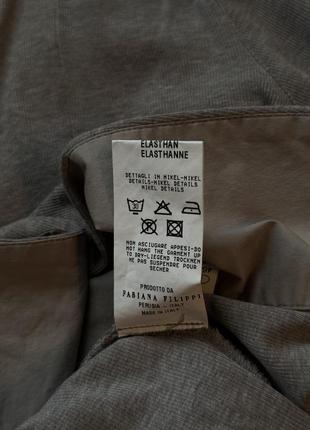 ELASTHAN
ELASTHANNE
DETTAGLI IN NIKEL-NIKEL
DETAILS-NIKEL DETAILS
NIKEL DETAILS
30
NON ASCIUGARE APPESI-DO
NOT HANG THE GARMENT UP
TO DRY-LIEGEND TROCKNEN
NE PAS SUSPENDRE POUR
SECHER
PRODOTTO DA
FABIANA FILIPPI
PERUGIA - ITALY
MADE IN ITALY